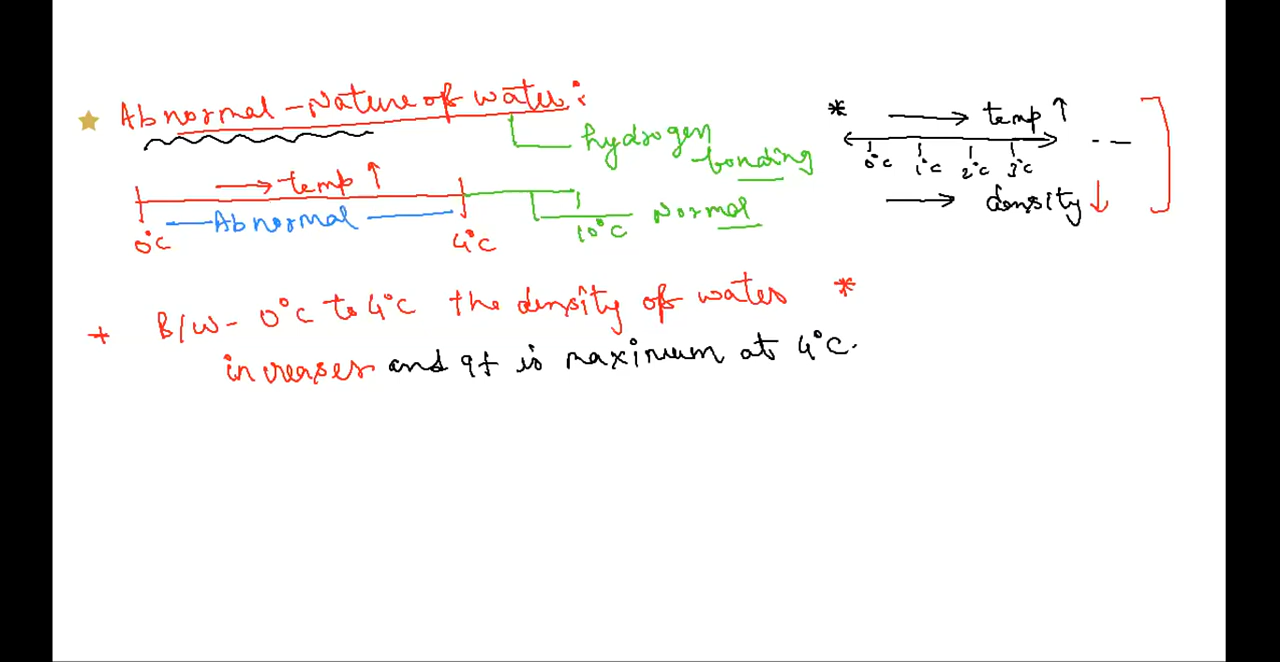 Abnormal - Nature of water :
hydrogen
bonding
→ temp ↑
Abnormal
0°C
4°C
10°C
Normal
* → temp ↑
0°C 1°C 2°C 3°C - -
→ density ↓
+ B/w - 0°C to 4°C the density of water *
increases and it is maximum at 4°C.